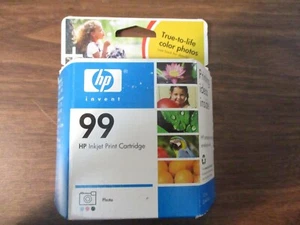 True-to-life
color photos
hp
invent
99
HP Inkjet Print Cartridge
Photo